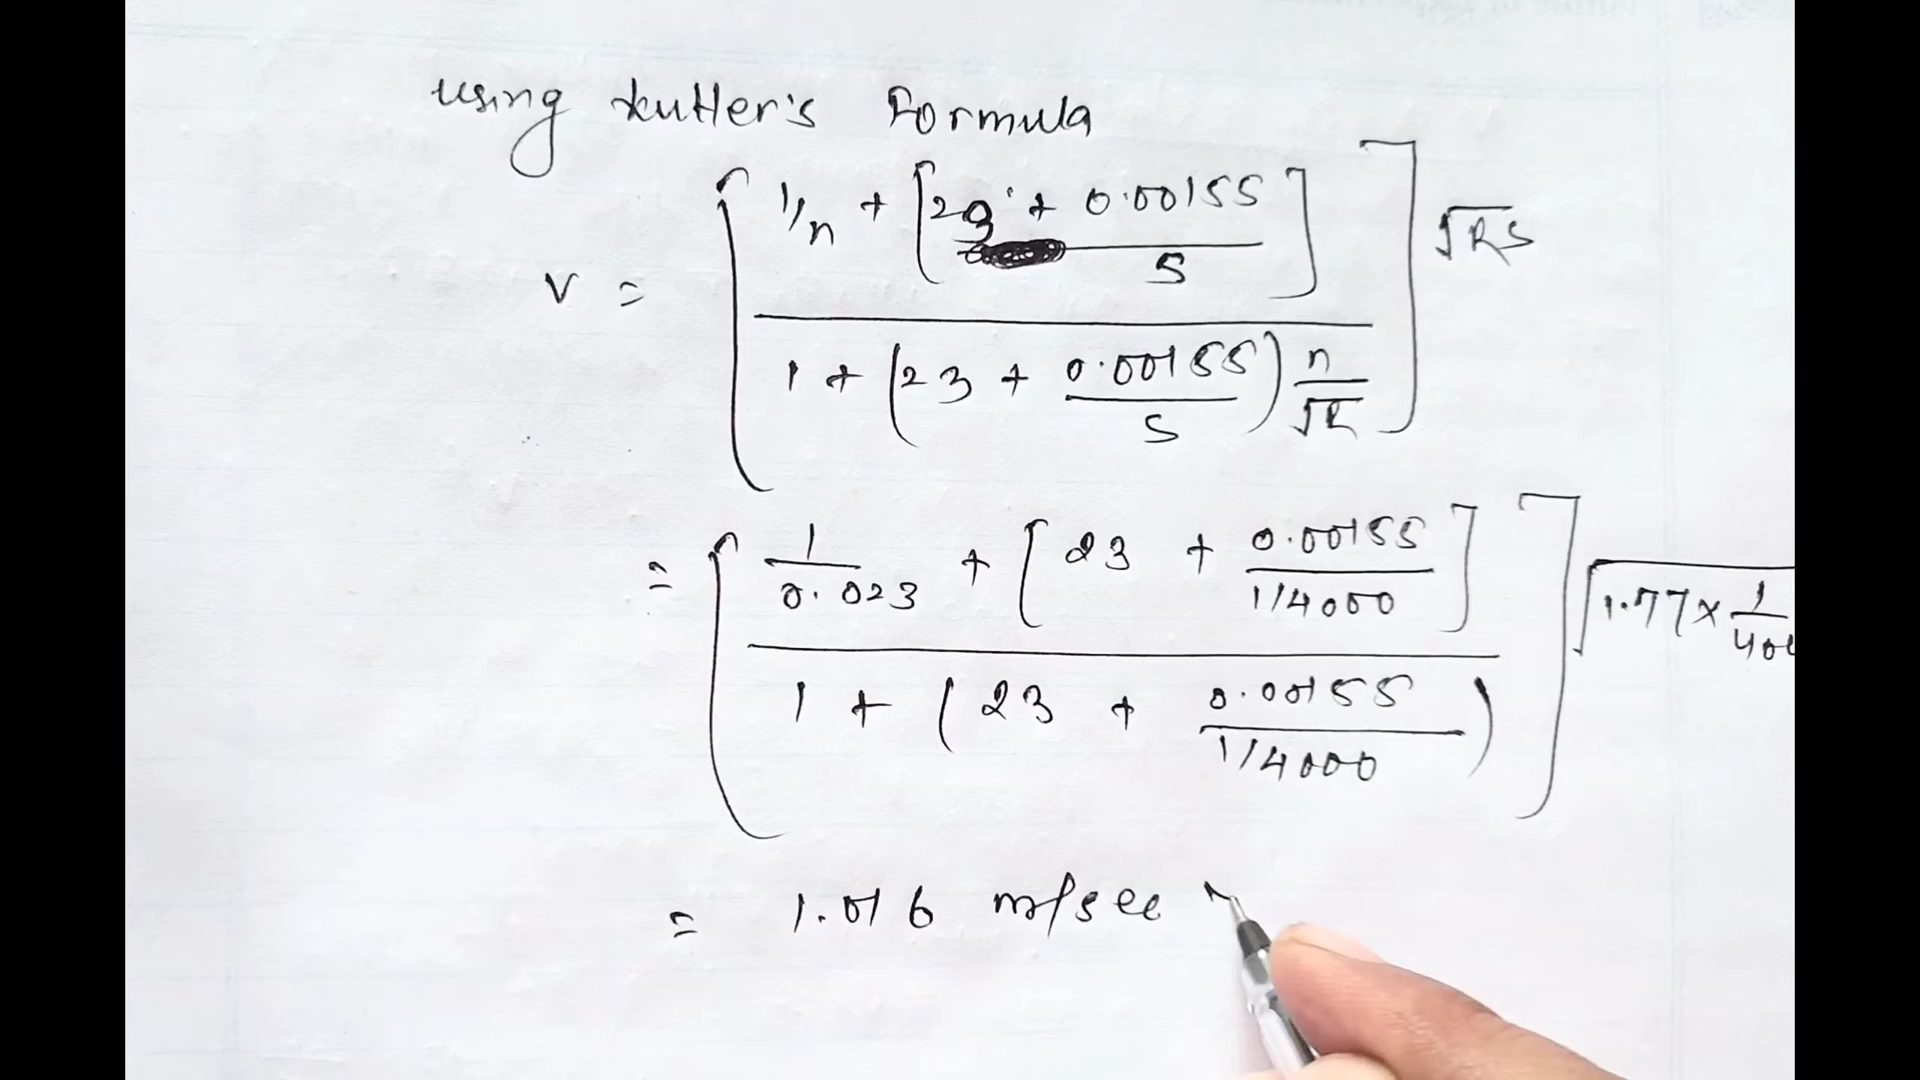 using kutter's Formula
V = [ 1/n + [23 + 0.00155 / S] / 1 + (23 + 0.00155 / S) n / √R ] √RS
= [ 1 / 0.023 + [23 + 0.00155 / 1/4000] / 1 + (23 + 0.00155 / 1/4000) ] √1.77 × 1 / 400
= 1.016 m/sec